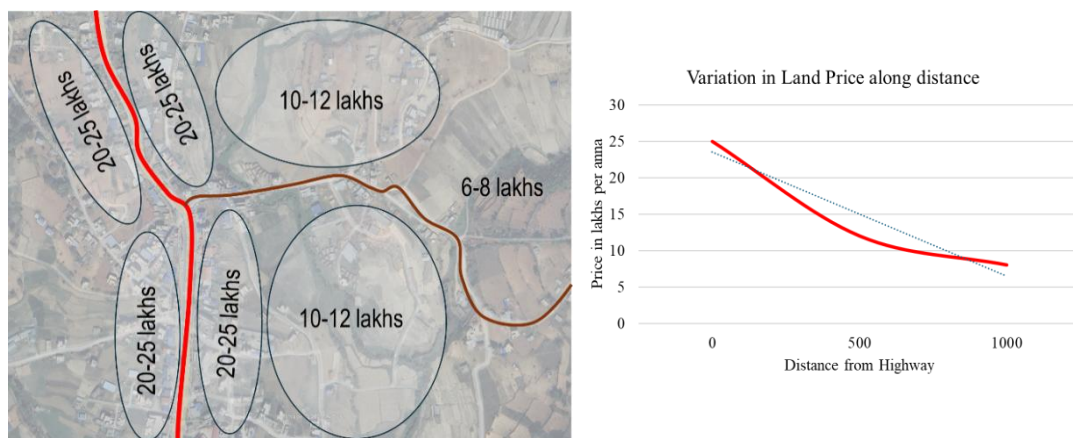 20-25 lakhs
20-25 lakhs
10-12 lakhs
6-8 lakhs
20-25 lakhs
20-25 lakhs
10-12 lakhs
Variation in Land Price along distance
Price in lakhs per anna
30
25
20
15
10
5
0
0 500 1000
Distance from Highway